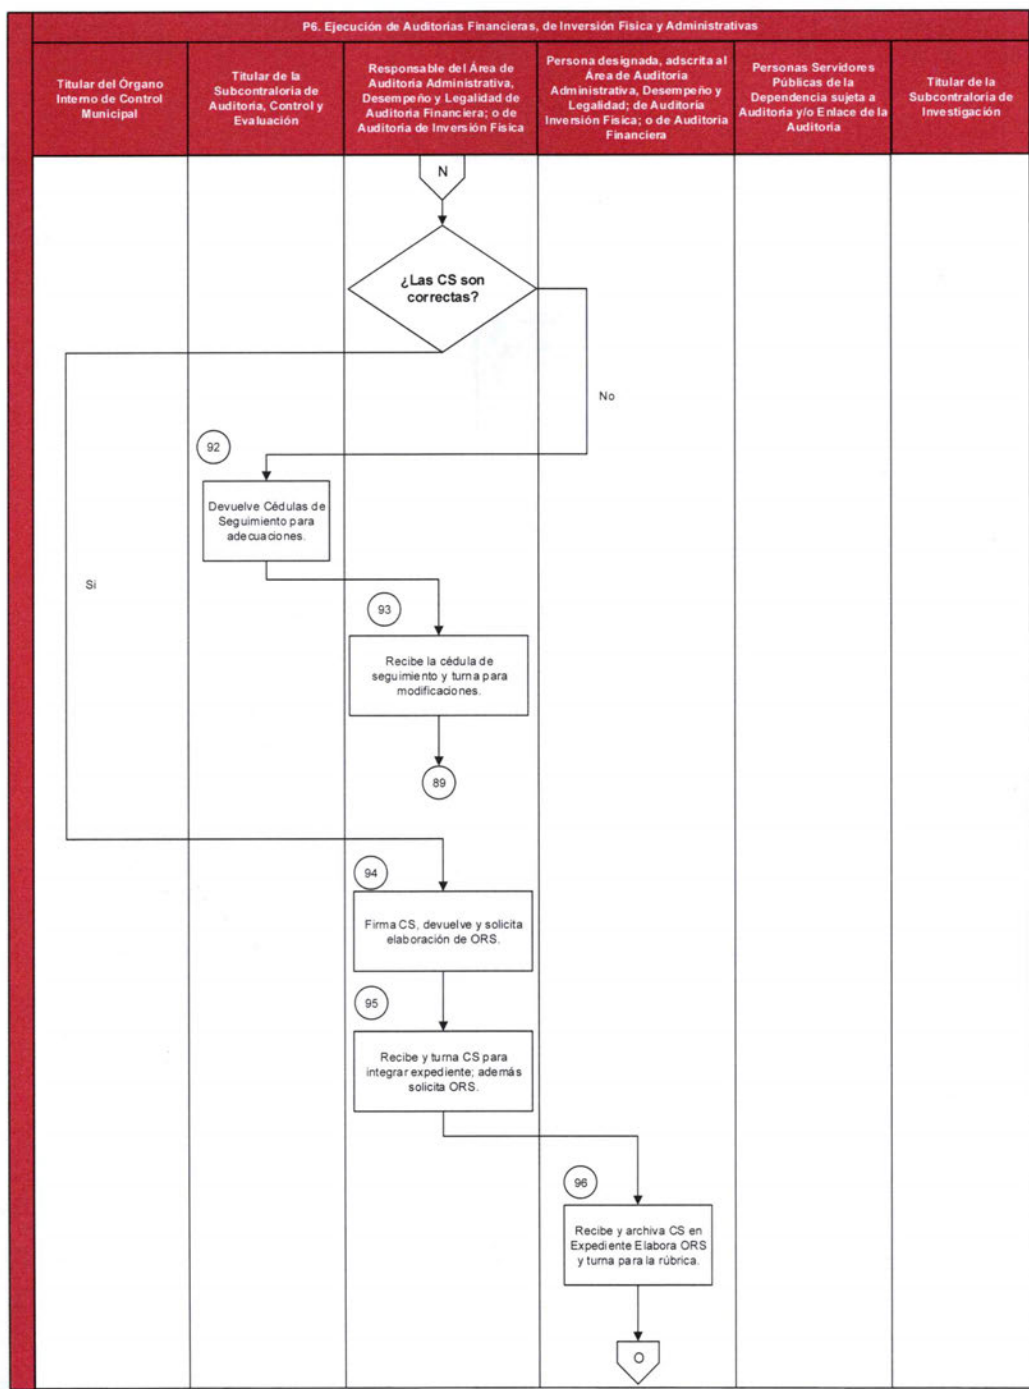 P6. Ejecución de Auditorías Financieras, de Inversión Física y Administrativas
Titular del Órgano
Interno de Control
Municipal
Titular de la
Subcontraloría de
Auditoría, Control y
Evaluación
Responsable del Área de
Auditoría Administrativa,
Desempeño y Legalidad de
Auditoría Financiera; o de
Auditoría de Inversión Física
Persona designada, adscrita al
Área de Auditoría
Administrativa, Desempeño y
Legalidad; de Auditoría
Inversión Física; o de Auditoría
Financiera
Personas Servidores
Públicas de la
Dependencia sujeta a
Auditoría y/o Enlace de la
Auditoría
Titular de la
Subcontraloría de
Investigación
N
¿Las CS son
correctas?
No
92
Devuelve Cédulas de
Seguimiento para
adecuaciones.
Si
93
Recibe la cédula de
seguimiento y turna para
modificaciones.
89
94
Firma CS, devuelve y solicita
elaboración de ORS.
95
Recibe y turna CS para
integrar expediente; además
solicita ORS.
96
Recibe y archiva CS en
Expediente Elabora ORS
y turna para la rúbrica.
O